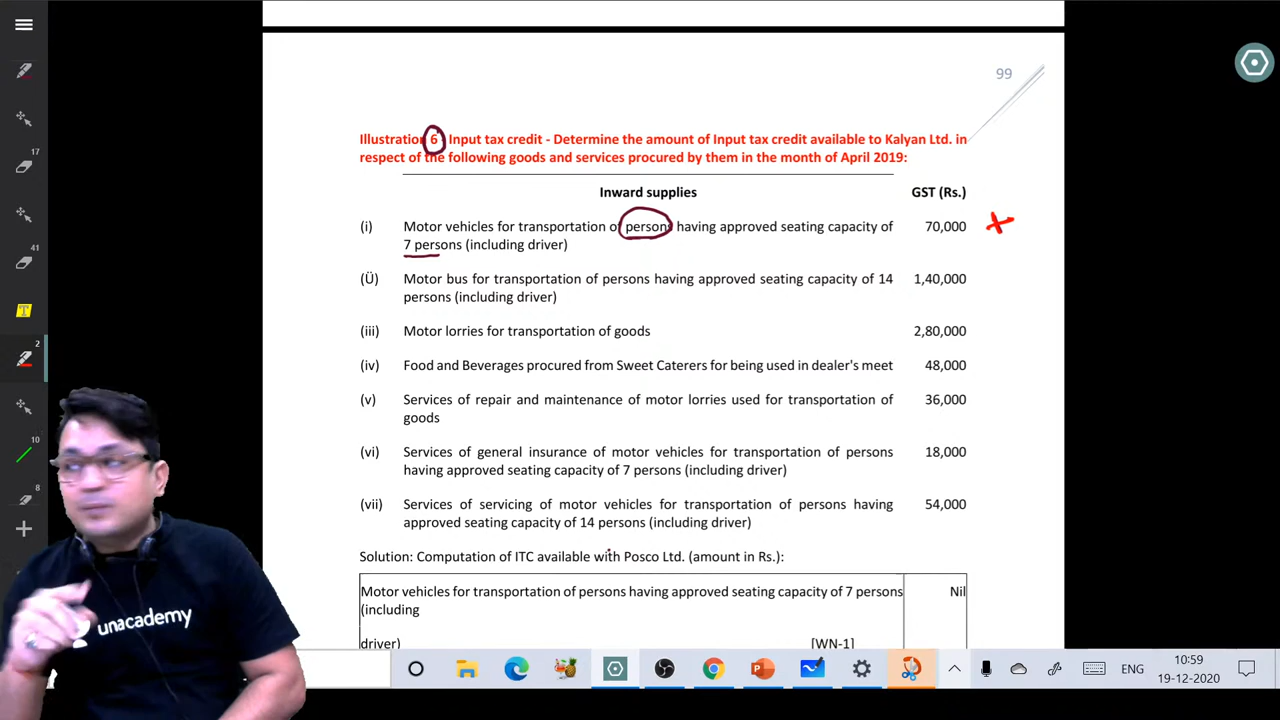 99
Illustration 6 - Input tax credit - Determine the amount of Input tax credit available to Kalyan Ltd. in
respect of the following goods and services procured by them in the month of April 2019:
Inward supplies GST (Rs.)
(i) Motor vehicles for transportation of persons having approved seating capacity of 70,000
7 persons (including driver)
(Ü) Motor bus for transportation of persons having approved seating capacity of 14 1,40,000
persons (including driver)
(iii) Motor lorries for transportation of goods 2,80,000
(iv) Food and Beverages procured from Sweet Caterers for being used in dealer's meet 48,000
(v) Services of repair and maintenance of motor lorries used for transportation of 36,000
goods
(vi) Services of general insurance of motor vehicles for transportation of persons 18,000
having approved seating capacity of 7 persons (including driver)
(vii) Services of servicing of motor vehicles for transportation of persons having 54,000
approved seating capacity of 14 persons (including driver)
Solution: Computation of ITC available with Posco Ltd. (amount in Rs.):
Motor vehicles for transportation of persons having approved seating capacity of 7 persons Nil
(including
driver) [WN-1]
17
41
T
2
10
8
unacademy
ENG
10:59
19-12-2020